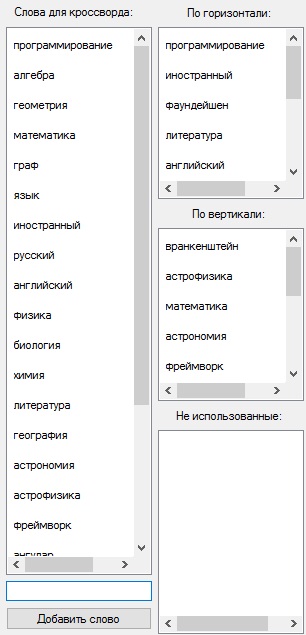 Слова для кроссворда:
программирование
алгебра
геометрия
математика
граф
язык
иностранный
русский
английский
физика
биология
химия
литература
география
астрономия
астрофизика
фреймворк
ангуляр
Добавить слово
По горизонтали:
программирование
иностранный
фаундейшен
литература
английский
По вертикали:
вранкенштейн
астрофизика
математика
астрономия
фреймворк
Не использованные: